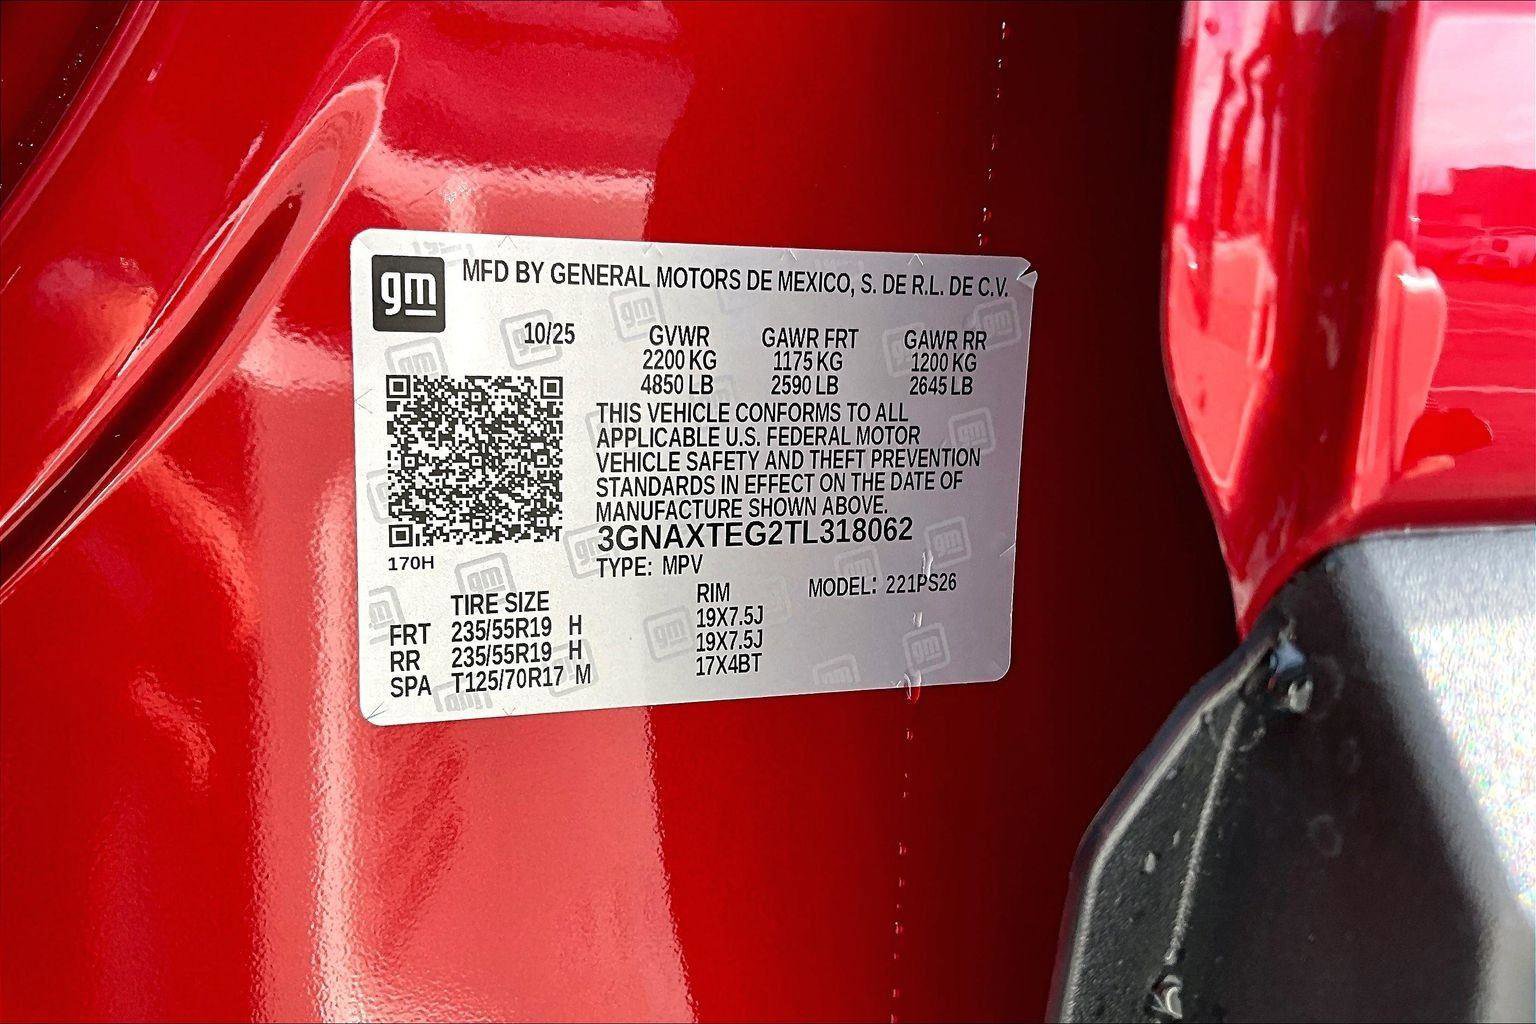 gm MFD BY GENERAL MOTORS DE MEXICO, S. DE R.L. DE C.V.
10/25 GVWR GAWR FRT GAWR RR
2200 KG 1175 KG 1200 KG
4850 LB 2590 LB 2645 LB
THIS VEHICLE CONFORMS TO ALL
APPLICABLE U.S. FEDERAL MOTOR
VEHICLE SAFETY AND THEFT PREVENTION
STANDARDS IN EFFECT ON THE DATE OF
MANUFACTURE SHOWN ABOVE.
3GNAXTEG2TL318062
170H
TYPE: MPV
MODEL: 221PS26
TIRE SIZE RIM
FRT 235/55R19 H 19X7.5J
RR 235/55R19 H 19X7.5J
SPA T125/70R17 M 17X4BT